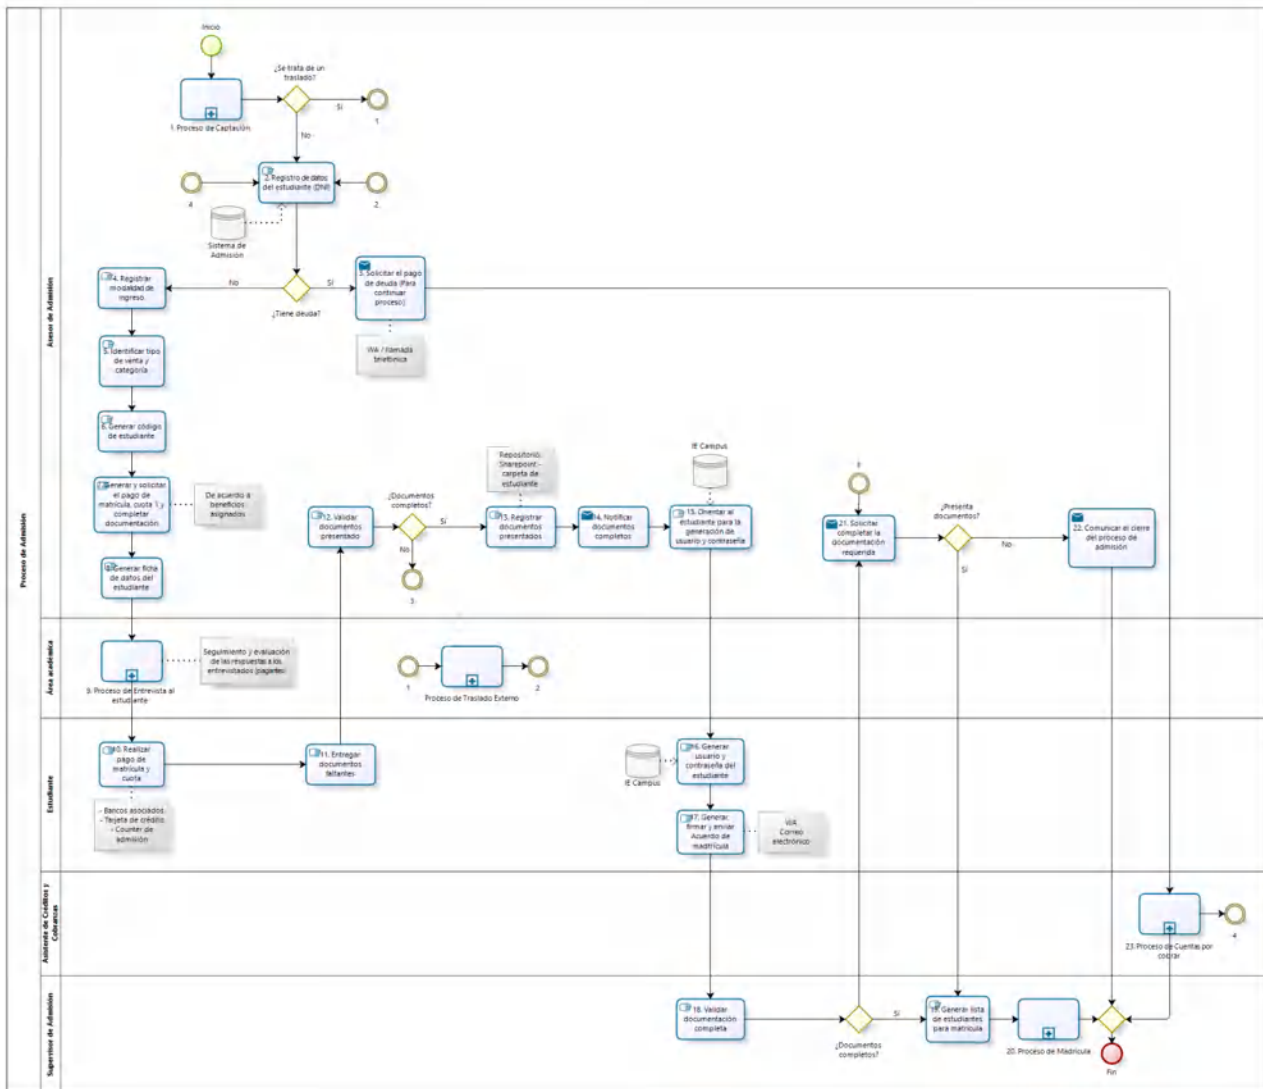 Proceso de Admisión
Asesor de Admisión
Inicio
1. Proceso de Captación
¿Se trata de un
traslado?
Sí
1
No
4
2. Registro de datos
del estudiante (DNI)
2
Sistema de
Admisión
4. Registrar
modalidad de
ingreso
No
¿Tiene deuda?
Sí
3. Solicitar el pago
de deuda (Para
continuar
proceso)
WA / llamada
telefónica
5. Identificar tipo
de venta y
categoría
6. Generar código
de estudiante
Generar y solicitar
el pago de
matrícula, cuota 1 y
completar
documentación
De acuerdo a
beneficios
asignados
8. Generar ficha
de datos del
estudiante
12. Validar
documentos
presentado
¿Documentos
completos?
Sí
No
3
Repositorio:
Sharepoint -
carpeta de
estudiante
13. Registrar
documentos
presentados
14. Notificar
documentos
completos
IE Campus
15. Orientar al
estudiante para la
generación de
usuario y contraseña
21. Solicitar
completar la
documentación
requerida
¿Presenta
documentos?
No
Sí
22. Comunicar el cierre
del proceso de
admisión
Área académica
9. Proceso de Entrevista al
estudiante
Seguimiento y evaluación
de las respuestas a los
entrevistados (pagantes)
1
Proceso de Traslado Externo
2
Estudiante
10. Realizar
pago de
matrícula y
cuota
- Bancos asociados
- Tarjeta de crédito
- Counter de
admisión
11. Entregar
documentos
faltantes
IE Campus
16. Generar
usuario y
contraseña del
estudiante
17. Generar,
firmar y enviar
Acuerdo de
madtrícula
WA
Correo
electrónico
Asistente de Créditos y
Cobranzas
23. Proceso de Cuentas por
cobrar
4
Supervisor de Admisión
18. Validar
documentación
completa
¿Documentos
completos?
Sí
19. Generar lista
de estudiantes
para matrícula
20. Proceso de Madrícula
Fin